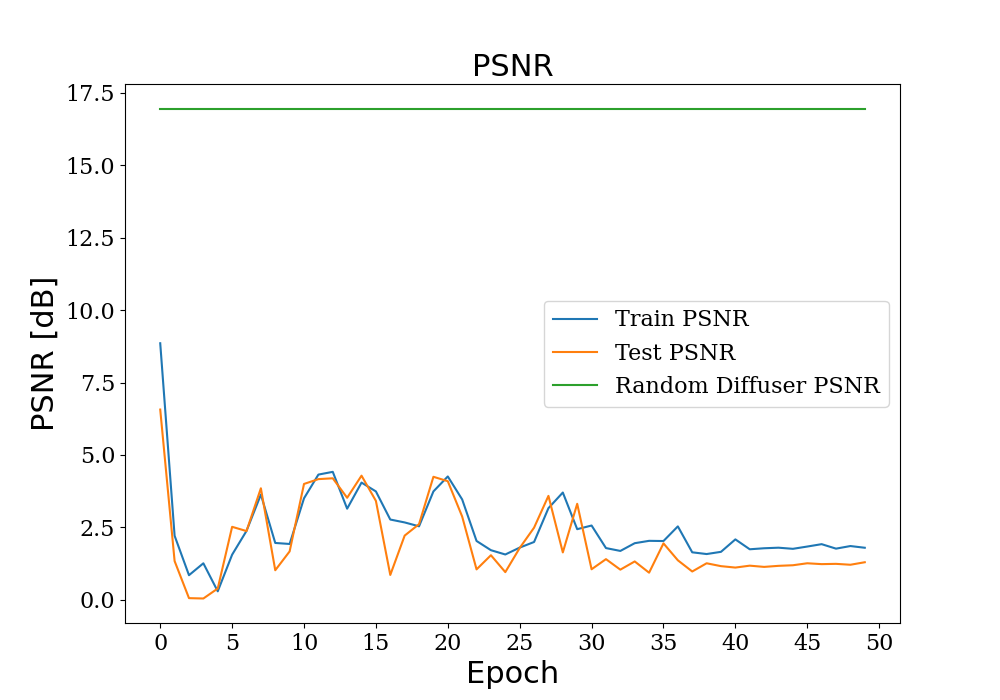 PSNR
17.5
15.0
12.5
10.0
7.5
5.0
2.5
0.0
PSNR [dB]
Train PSNR
Test PSNR
Random Diffuser PSNR
0 5 10 15 20 25 30 35 40 45 50
Epoch